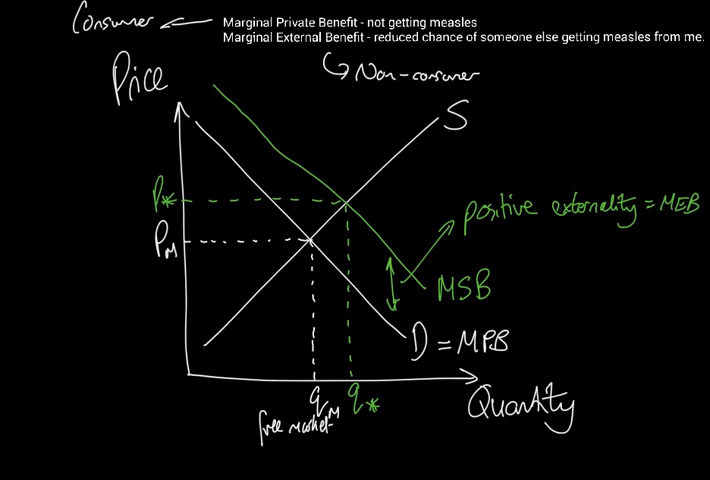 Consumer
Marginal Private Benefit - not getting measles
Marginal External Benefit - reduced chance of someone else getting measles from me.
Non-consumer
Price
S
P*
positive externality = MEB
PM
MSB
D = MPB
qM
q*
free market
Quantity